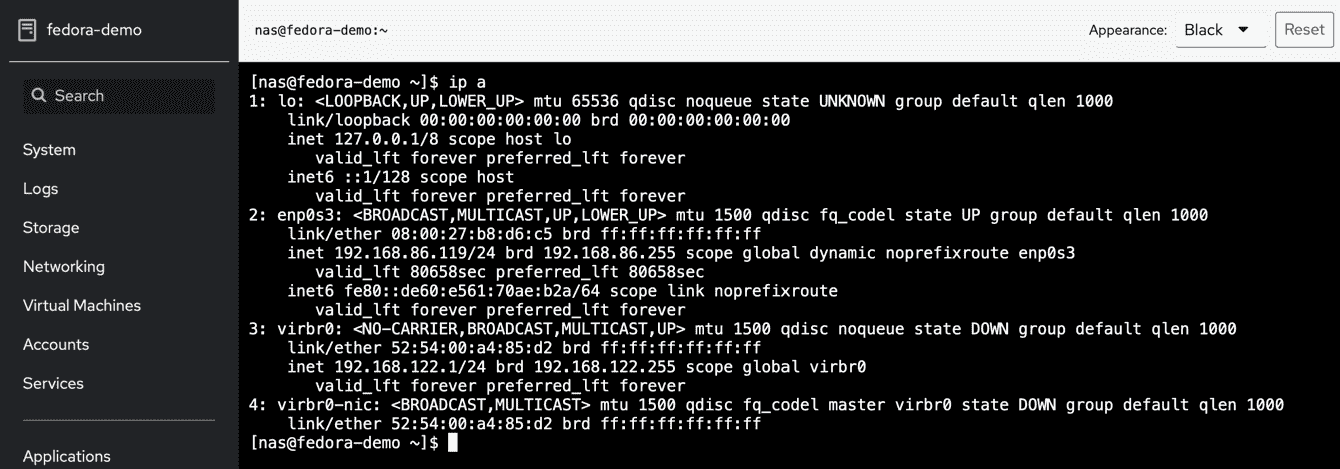 fedora-demo
Search
System
Logs
Storage
Networking
Virtual Machines
Accounts
Services
Applications
nas@fedora-demo:~
Appearance: Black Reset
[nas@fedora-demo ~]$ ip a
1: lo: <LOOPBACK,UP,LOWER_UP> mtu 65536 qdisc noqueue state UNKNOWN group default qlen 1000
    link/loopback 00:00:00:00:00:00 brd 00:00:00:00:00:00
    inet 127.0.0.1/8 scope host lo
       valid_lft forever preferred_lft forever
    inet6 ::1/128 scope host
       valid_lft forever preferred_lft forever
2: enp0s3: <BROADCAST,MULTICAST,UP,LOWER_UP> mtu 1500 qdisc fq_codel state UP group default qlen 1000
    link/ether 08:00:27:b8:d6:c5 brd ff:ff:ff:ff:ff:ff
    inet 192.168.86.119/24 brd 192.168.86.255 scope global dynamic noprefixroute enp0s3
       valid_lft 80658sec preferred_lft 80658sec
    inet6 fe80::de60:e561:70ae:b2a/64 scope link noprefixroute
       valid_lft forever preferred_lft forever
3: virbr0: <NO-CARRIER,BROADCAST,MULTICAST,UP> mtu 1500 qdisc noqueue state DOWN group default qlen 1000
    link/ether 52:54:00:a4:85:d2 brd ff:ff:ff:ff:ff:ff
    inet 192.168.122.1/24 brd 192.168.122.255 scope global virbr0
       valid_lft forever preferred_lft forever
4: virbr0-nic: <BROADCAST,MULTICAST> mtu 1500 qdisc fq_codel master virbr0 state DOWN group default qlen 1000
    link/ether 52:54:00:a4:85:d2 brd ff:ff:ff:ff:ff:ff
[nas@fedora-demo ~]$